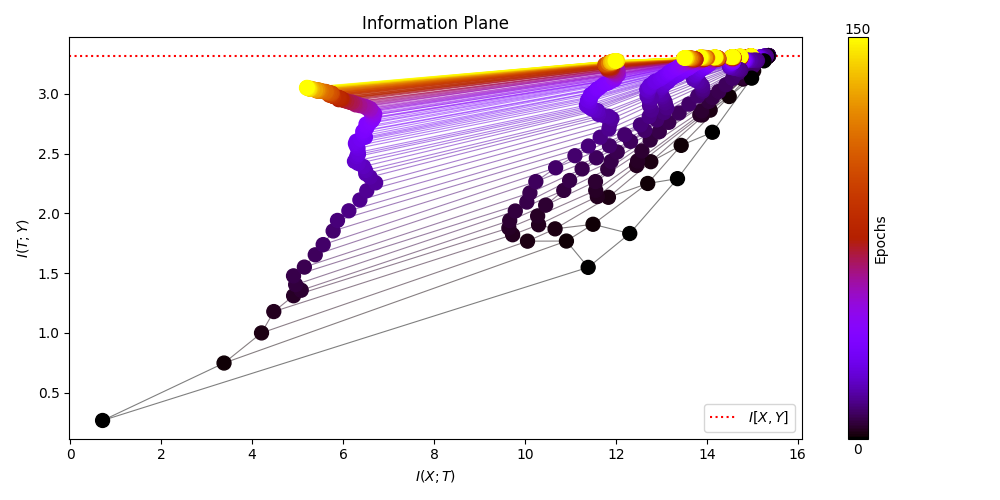 Information Plane
150
3.0
2.5
2.0
1.5
1.0
0.5
I(T; Y)
0 2 4 6 8 10 12 14 16
I(X; T)
I[X, Y]
Epochs
0